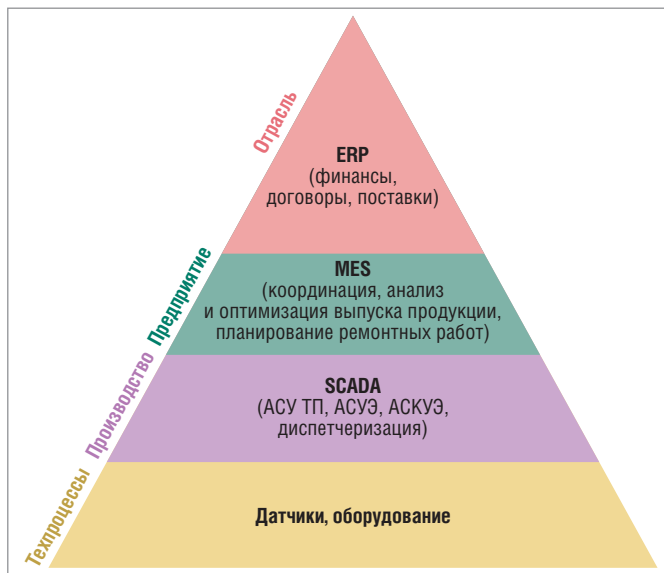 Отрасль
ERP
(финансы,
договоры, поставки)
Предприятие
MES
(координация, анализ
и оптимизация выпуска продукции,
планирование ремонтных работ)
Производство
SCADA
(АСУ ТП, АСУЭ, АСКУЭ,
диспетчеризация)
Техпроцессы
Датчики, оборудование